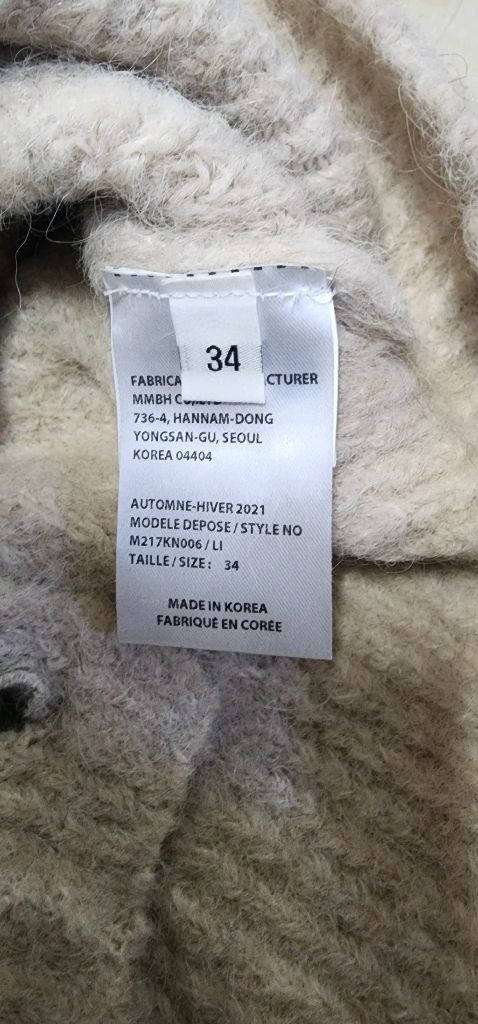 34
MMBH
736-4, HANNAM-DONG
YONGSAN-GU, SEOUL
KOREA 04404
AUTOMNE-HIVER 2021
MODELE DEPOSE / STYLE NO
M217KN006 / LI
TAILLE / SIZE : 34
MADE IN KOREA
FABRIQUÉ EN CORÉE